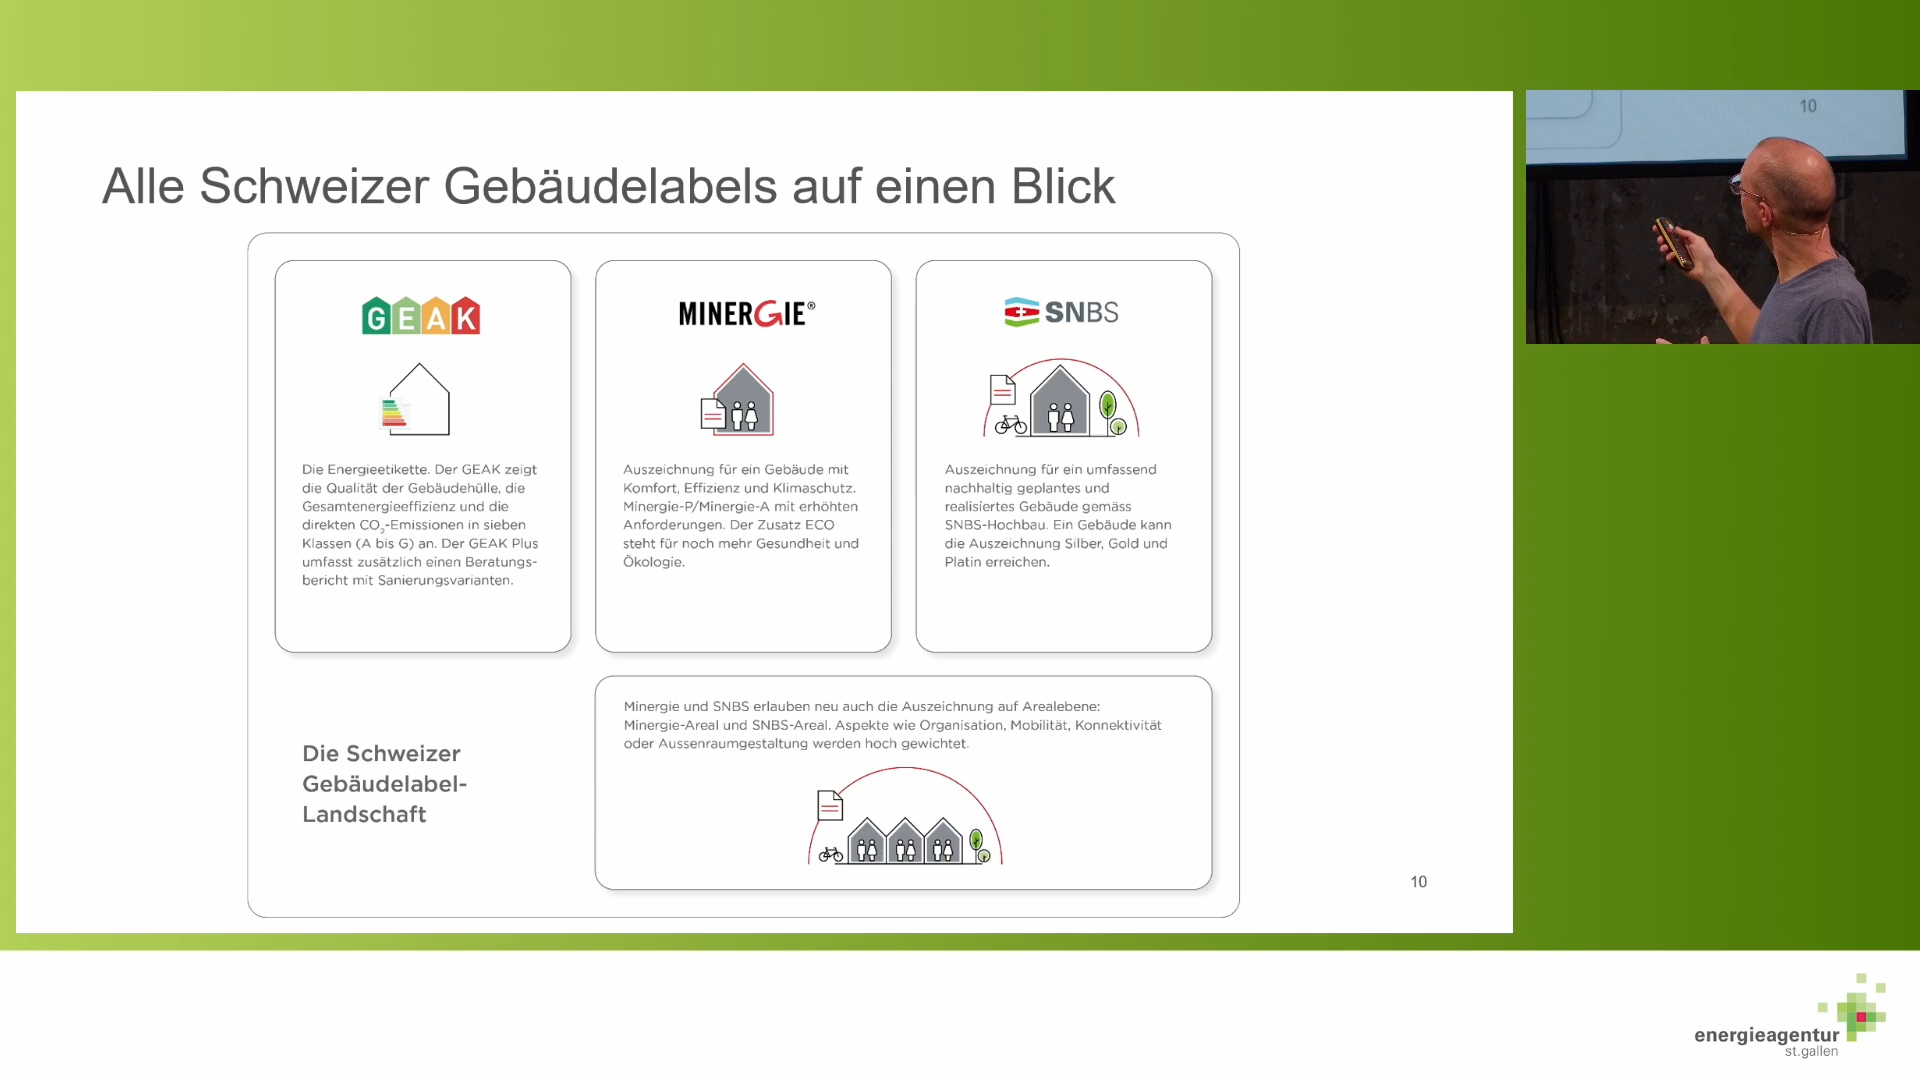 Alle Schweizer Gebäudelabels auf einen Blick
GEAK
Die Energieetikette. Der GEAK zeigt
die Qualität der Gebäudehülle, die
Gesamtenergieeffizienz und die
direkten CO₂-Emissionen in sieben
Klassen (A bis G) an. Der GEAK Plus
umfasst zusätzlich einen Beratungs-
bericht mit Sanierungsvarianten.
MINERGIE®
Auszeichnung für ein Gebäude mit
Komfort, Effizienz und Klimaschutz.
Minergie-P/Minergie-A mit erhöhten
Anforderungen. Der Zusatz ECO
steht für noch mehr Gesundheit und
Ökologie.
SNBS
Auszeichnung für ein umfassend
nachhaltig geplantes und
realisiertes Gebäude gemäss
SNBS-Hochbau. Ein Gebäude kann
die Auszeichnung Silber, Gold und
Platin erreichen.
Die Schweizer
Gebäudelabel-
Landschaft
Minergie und SNBS erlauben neu auch die Auszeichnung auf Arealebene:
Minergie-Areal und SNBS-Areal. Aspekte wie Organisation, Mobilität, Konnektivität
oder Aussenraumgestaltung werden hoch gewichtet.
10
10
energieagentur
st.gallen